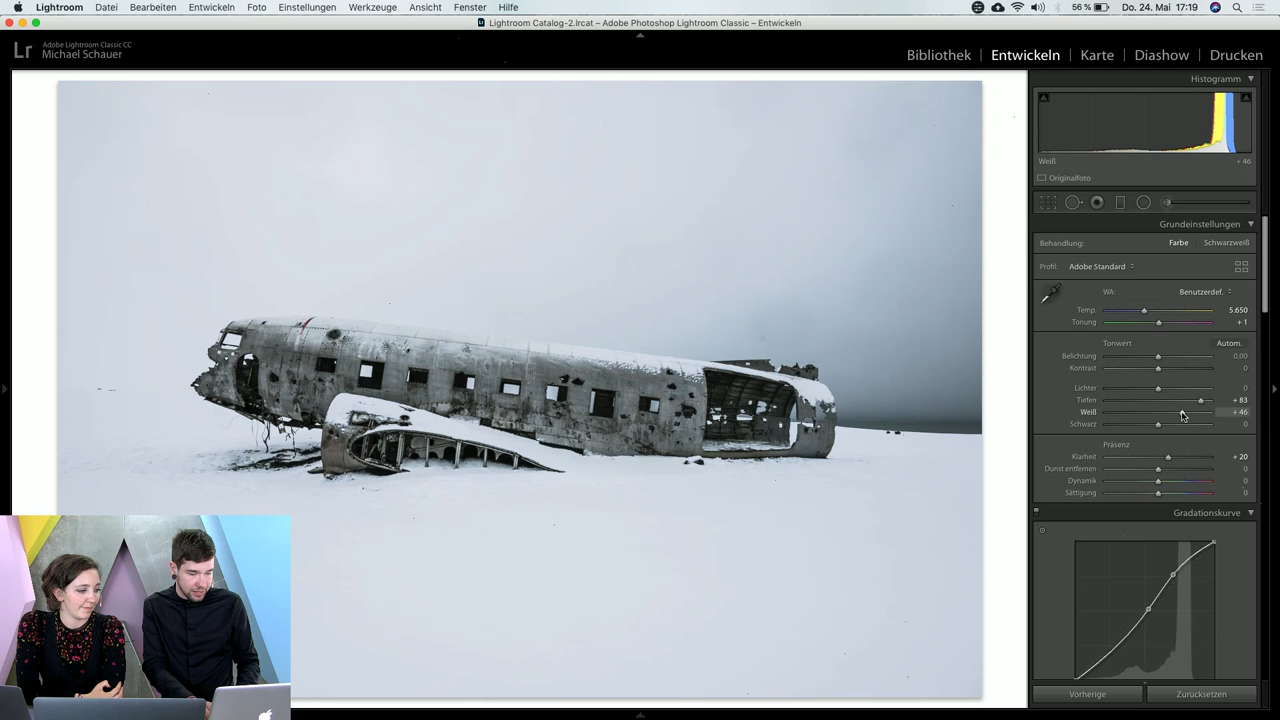 Lightroom Datei Bearbeiten Entwickeln Foto Einstellungen Werkzeuge Ansicht Fenster Hilfe 56 % Do. 24. Mai 17:19
Lightroom Catalog-2.lrcat – Adobe Photoshop Lightroom Classic – Entwickeln
Lr Adobe Lightroom Classic CC
Michael Schauer
Bibliothek | Entwickeln | Karte | Diashow | Drucken
Histogramm
Weiß + 46
Originalfoto
Grundeinstellungen
Behandlung: Farbe Schwarzweiß
Profil: Adobe Standard
WA: Benutzerdef.
Temp. 5.650
Tonung + 1
Tonwert Autom.
Belichtung 0,00
Kontrast 0
Lichter 0
Tiefen + 83
Weiß + 46
Schwarz 0
Präsenz
Klarheit + 20
Dunst entfernen 0
Dynamik 0
Sättigung 0
Gradationskurve
Vorherige Zurücksetzen